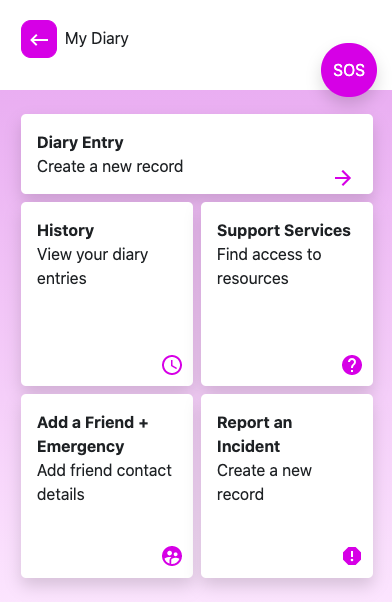 My Diary
SOS
Diary Entry
Create a new record
History
View your diary
entries
Support Services
Find access to
resources
Add a Friend +
Emergency
Add friend contact
details
Report an
Incident
Create a new
record